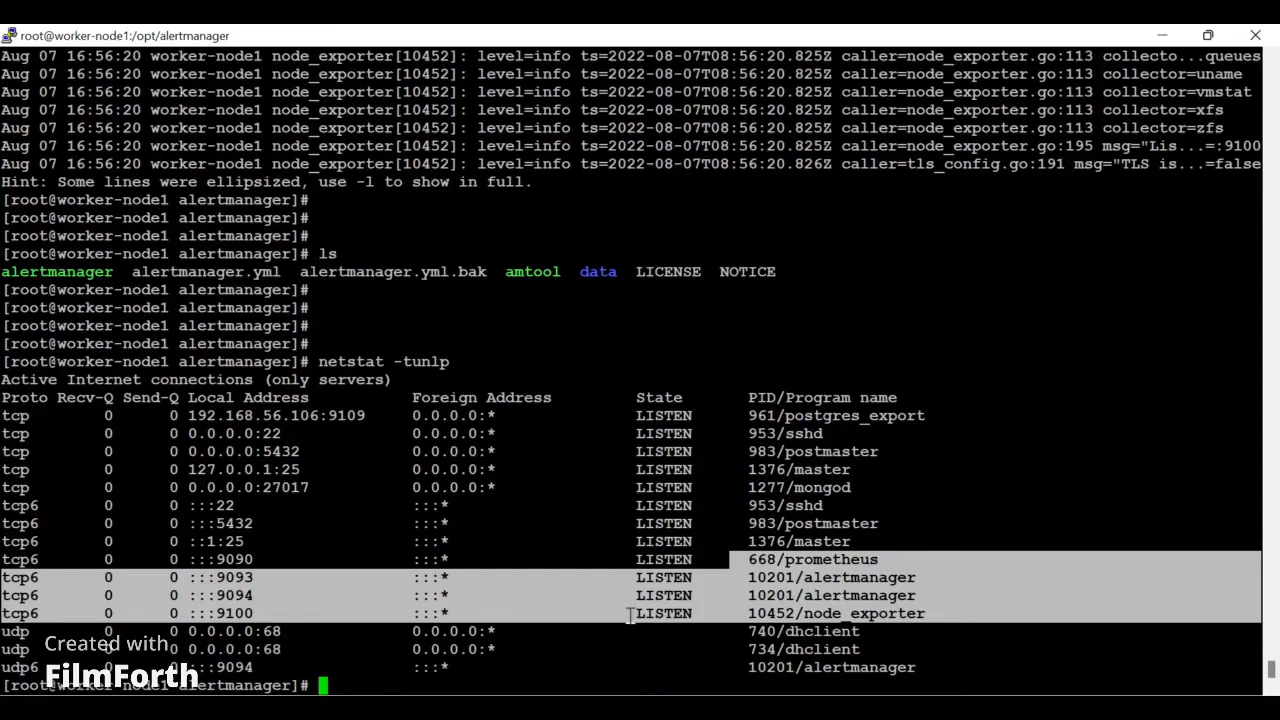 root@worker-node1:/opt/alertmanager
Aug 07 16:56:20 worker-node1 node_exporter[10452]: level=info ts=2022-08-07T08:56:20.825Z caller=node_exporter.go:113 collecto...queues
Aug 07 16:56:20 worker-node1 node_exporter[10452]: level=info ts=2022-08-07T08:56:20.825Z caller=node_exporter.go:113 collector=uname
Aug 07 16:56:20 worker-node1 node_exporter[10452]: level=info ts=2022-08-07T08:56:20.825Z caller=node_exporter.go:113 collector=vmstat
Aug 07 16:56:20 worker-node1 node_exporter[10452]: level=info ts=2022-08-07T08:56:20.825Z caller=node_exporter.go:113 collector=xfs
Aug 07 16:56:20 worker-node1 node_exporter[10452]: level=info ts=2022-08-07T08:56:20.825Z caller=node_exporter.go:113 collector=zfs
Aug 07 16:56:20 worker-node1 node_exporter[10452]: level=info ts=2022-08-07T08:56:20.825Z caller=node_exporter.go:195 msg="Lis...=:9100
Aug 07 16:56:20 worker-node1 node_exporter[10452]: level=info ts=2022-08-07T08:56:20.826Z caller=tls_config.go:191 msg="TLS is...=false
Hint: Some lines were ellipsized, use -l to show in full.
[root@worker-node1 alertmanager]#
[root@worker-node1 alertmanager]#
[root@worker-node1 alertmanager]#
[root@worker-node1 alertmanager]# ls
alertmanager alertmanager.yml alertmanager.yml.bak amtool data LICENSE NOTICE
[root@worker-node1 alertmanager]#
[root@worker-node1 alertmanager]#
[root@worker-node1 alertmanager]#
[root@worker-node1 alertmanager]#
[root@worker-node1 alertmanager]# netstat -tunlp
Active Internet connections (only servers)
Proto Recv-Q Send-Q Local Address Foreign Address State PID/Program name
tcp 0 0 192.168.56.106:9109 0.0.0.0:* LISTEN 961/postgres_export
tcp 0 0 0.0.0.0:22 0.0.0.0:* LISTEN 953/sshd
tcp 0 0 0.0.0.0:5432 0.0.0.0:* LISTEN 983/postmaster
tcp 0 0 127.0.0.1:25 0.0.0.0:* LISTEN 1376/master
tcp 0 0 0.0.0.0:27017 0.0.0.0:* LISTEN 1277/mongod
tcp6 0 0 :::22 :::* LISTEN 953/sshd
tcp6 0 0 :::5432 :::* LISTEN 983/postmaster
tcp6 0 0 ::1:25 :::* LISTEN 1376/master
tcp6 0 0 :::9090 :::* LISTEN 668/prometheus
tcp6 0 0 :::9093 :::* LISTEN 10201/alertmanager
tcp6 0 0 :::9094 :::* LISTEN 10201/alertmanager
tcp6 0 0 :::9100 :::* LISTEN 10452/node_exporter
udp 0 0 0.0.0.0:68 0.0.0.0:* 740/dhclient
udp 0 0 0.0.0.0:68 0.0.0.0:* 734/dhclient
udp6 0 0 :::9094 :::* 10201/alertmanager
[root@worker-node1 alertmanager]#
Created with
FilmForth